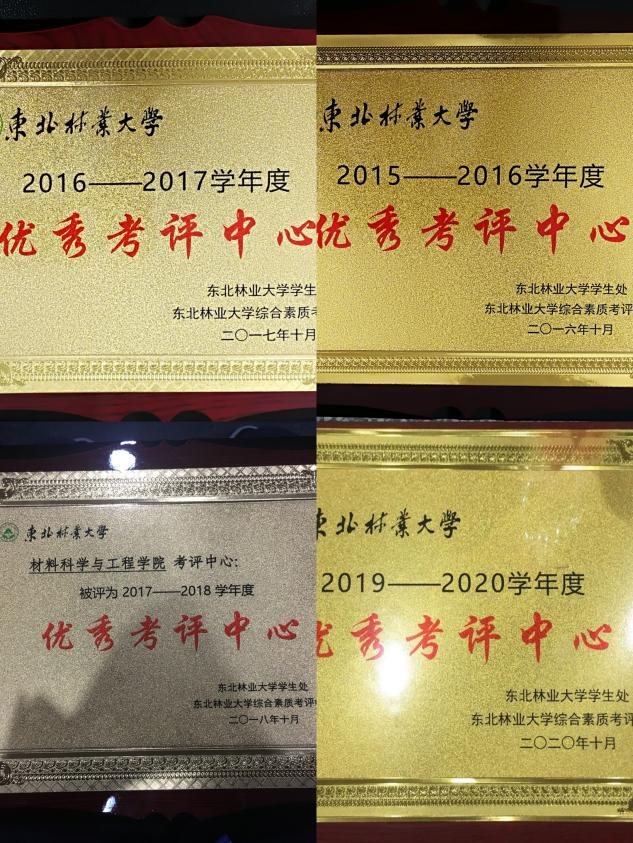 東北林業大學
2016——2017学年度
优秀考评中心
东北林业大学学生
东北林业大学综合素质考
二〇一七年十月
東北林業大學
2015——2016学年度
优秀考评中心
东北林业大学学生处
东北林业大学综合素质考评
二〇一六年十月
東北林業大學
材料科学与工程学院 考评中心:
被评为 2017——2018 学年度
优秀考评中心
东北林业大学学生处
东北林业大学综合素质考评
二〇一八年十月
東北林業大學
2019——2020学年度
优秀考评中心
东北林业大学学生处
东北林业大学综合素质考评
二〇二〇年十月